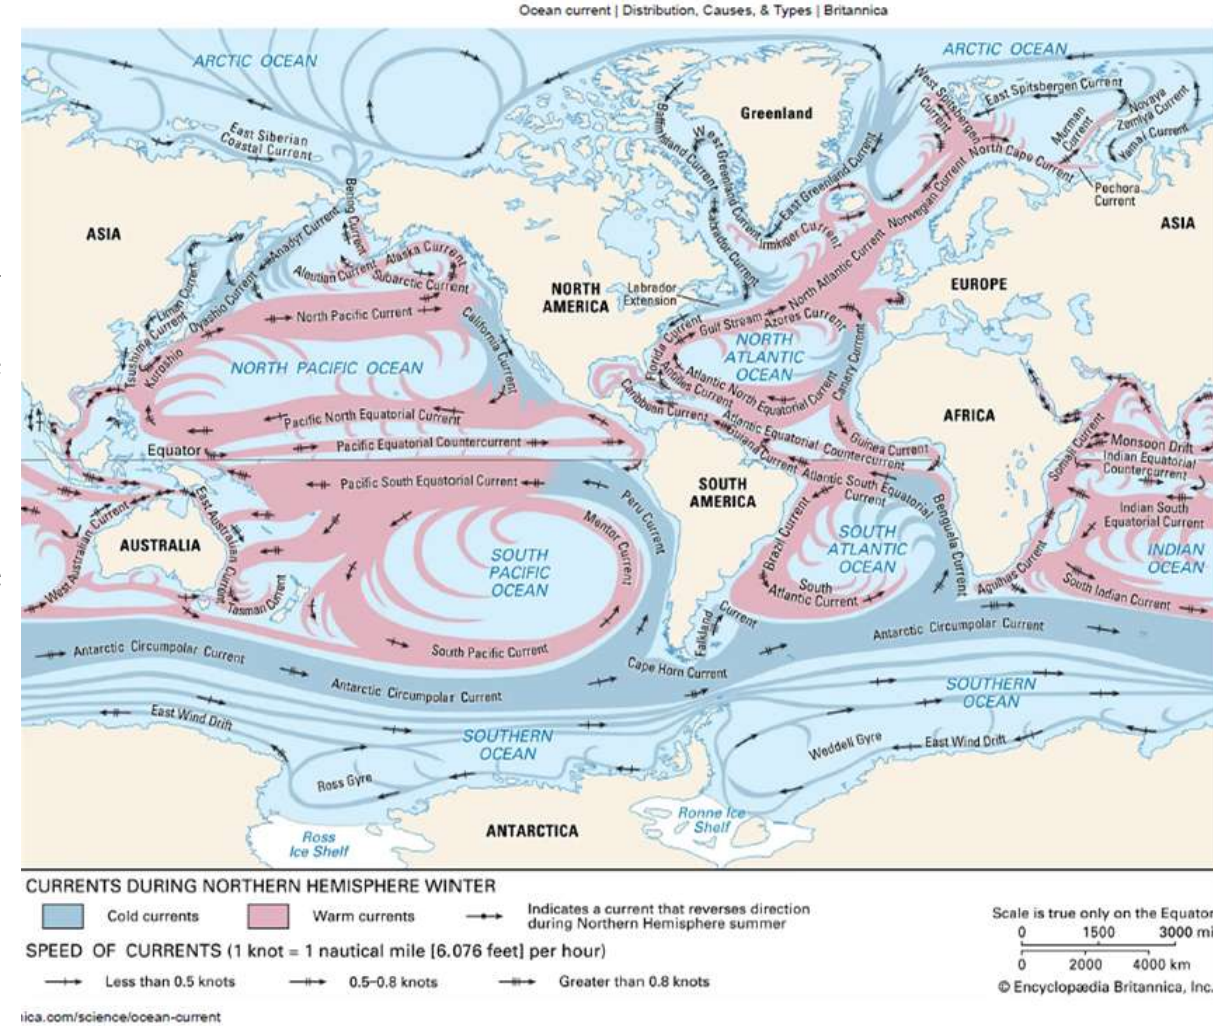 Ocean current | Distribution, Causes, & Types | Britannica
ARCTIC OCEAN
ARCTIC OCEAN
West Spitsbergen
Current
East Spitsbergen Current
Novaya
Zemlya Current
Murman
Current
Yamal Current
North Cape Current
Pechora
Current
Greenland
Baffin Island Current
West Greenland Current
East Greenland Current
East Siberian
Coastal Current
Bering Current
Anadyr Current
Labrador Current
Irminger Current
Norwegian Current
ASIA
ASIA
Alaska Current
Aleutian Current
Subarctic Current
NORTH
AMERICA
Labrador
Extension
North Atlantic Current
EUROPE
Liman Current
Oyashio Current
Tsushima Current
Kuroshio
North Pacific Current
California Current
Florida Current
Gulf Stream
Azores Current
NORTH
ATLANTIC
OCEAN
Canary Current
NORTH PACIFIC OCEAN
Antilles Current
Atlantic North Equatorial Current
Caribbean Current
AFRICA
Pacific North Equatorial Current
Atlantic Equatorial Countercurrent
Guinea Current
Guiana Current
Somali Current
Monsoon Drift
Indian Equatorial
Countercurrent
Equator
Pacific Equatorial Countercurrent
Pacific South Equatorial Current
SOUTH
AMERICA
Atlantic South Equatorial
Current
Indian South
Equatorial Current
East Australian Current
West Australian Current
AUSTRALIA
Tasman Current
Peru Current
Mentor Current
SOUTH
PACIFIC
OCEAN
Brazil Current
SOUTH
ATLANTIC
OCEAN
Benguela Current
Agulhas Current
INDIAN
OCEAN
South Indian Current
South
Atlantic Current
Falkland Current
South Pacific Current
Cape Horn Current
Antarctic Circumpolar Current
Antarctic Circumpolar Current
Antarctic Circumpolar Current
East Wind Drift
SOUTHERN
OCEAN
SOUTHERN
OCEAN
Weddell Gyre
East Wind Drift
Ross Gyre
Ross
Ice Shelf
ANTARCTICA
Ronne Ice
Shelf
CURRENTS DURING NORTHERN HEMISPHERE WINTER
Cold currents
Warm currents
Indicates a current that reverses direction
during Northern Hemisphere summer
SPEED OF CURRENTS (1 knot = 1 nautical mile [6.076 feet] per hour)
Less than 0.5 knots
0.5–0.8 knots
Greater than 0.8 knots
Scale is true only on the Equator
0 1500 3000 mi
0 2000 4000 km
© Encyclopædia Britannica, Inc.
ica.com/science/ocean-current